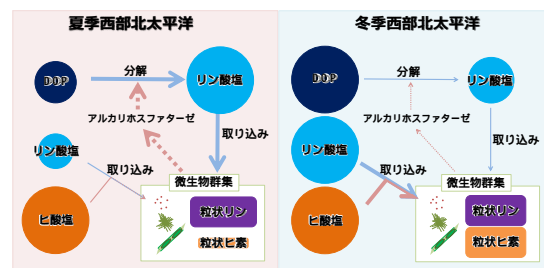 夏季西部北太平洋
DOP
分解
リン酸塩
アルカリホスファターゼ
取り込み
リン酸塩
取り込み
微生物群集
ヒ酸塩
粒状リン
粒状ヒ素
冬季西部北太平洋
DOP
分解
リン酸塩
アルカリホスファターゼ
取り込み
リン酸塩
取り込み
微生物群集
ヒ酸塩
粒状リン
粒状ヒ素